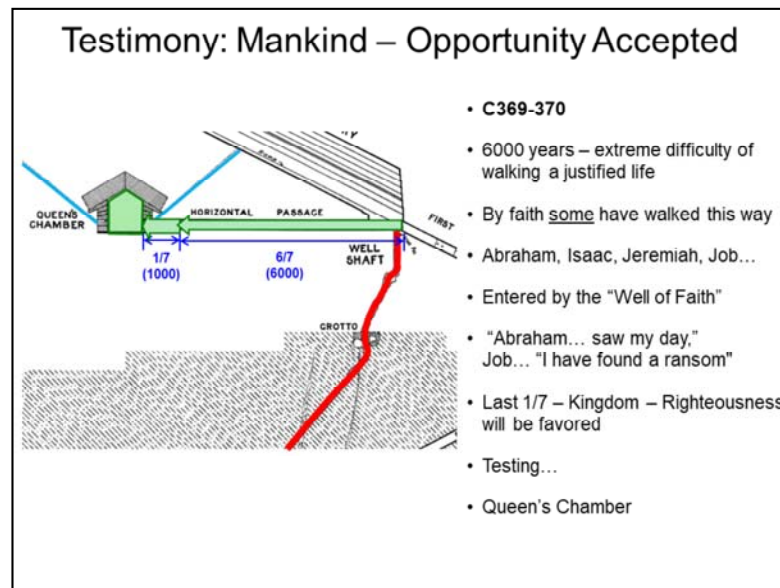 Testimony: Mankind – Opportunity Accepted
QUEEN'S
CHAMBER
HORIZONTAL PASSAGE
FIRST
1/7
(1000)
6/7
(6000)
WELL
SHAFT
GROTTO
• C369-370
• 6000 years – extreme difficulty of
walking a justified life
• By faith some have walked this way
• Abraham, Isaac, Jeremiah, Job…
• Entered by the “Well of Faith”
• “Abraham… saw my day,”
Job… “I have found a ransom"
• Last 1/7 – Kingdom – Righteousness
will be favored
• Testing…
• Queen’s Chamber